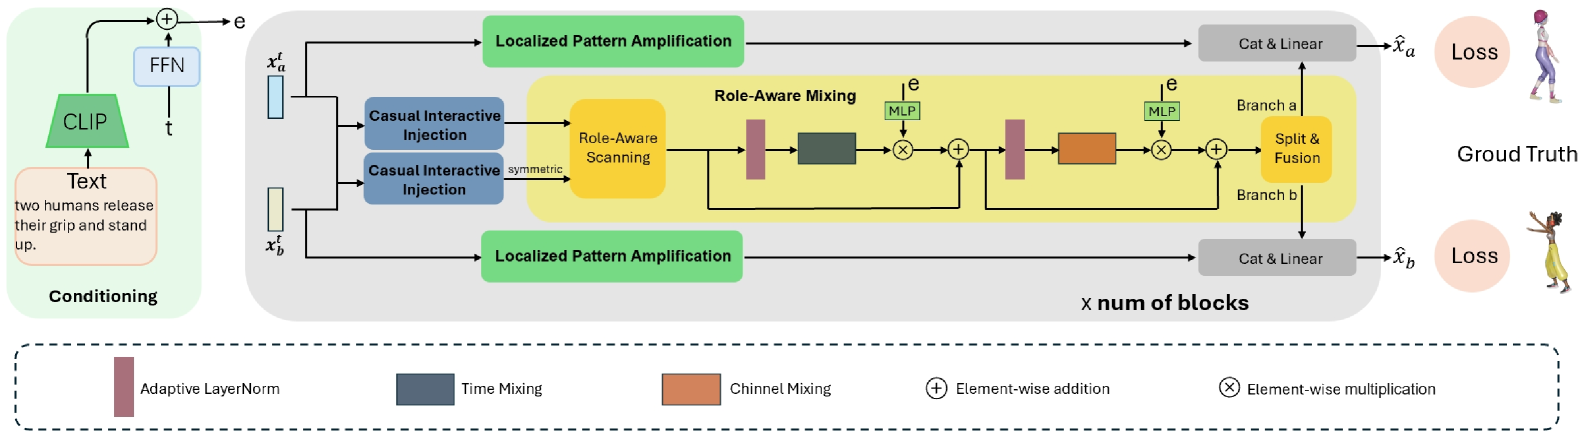 e
FFN
CLIP
t
Text
two humans release
their grip and stand
up.
Conditioning
x_a^t
x_b^t
Localized Pattern Amplification
Casual Interactive
Injection
Casual Interactive
Injection
symmetric
Localized Pattern Amplification
Role-Aware Mixing
Role-Aware
Scanning
e
MLP
e
MLP
Split &
Fusion
Branch a
Branch b
Cat & Linear
Cat & Linear
x̂_a
x̂_b
x num of blocks
Loss
Groud Truth
Loss
Adaptive LayerNorm
Time Mixing
Chinnel Mixing
Element-wise addition
Element-wise multiplication